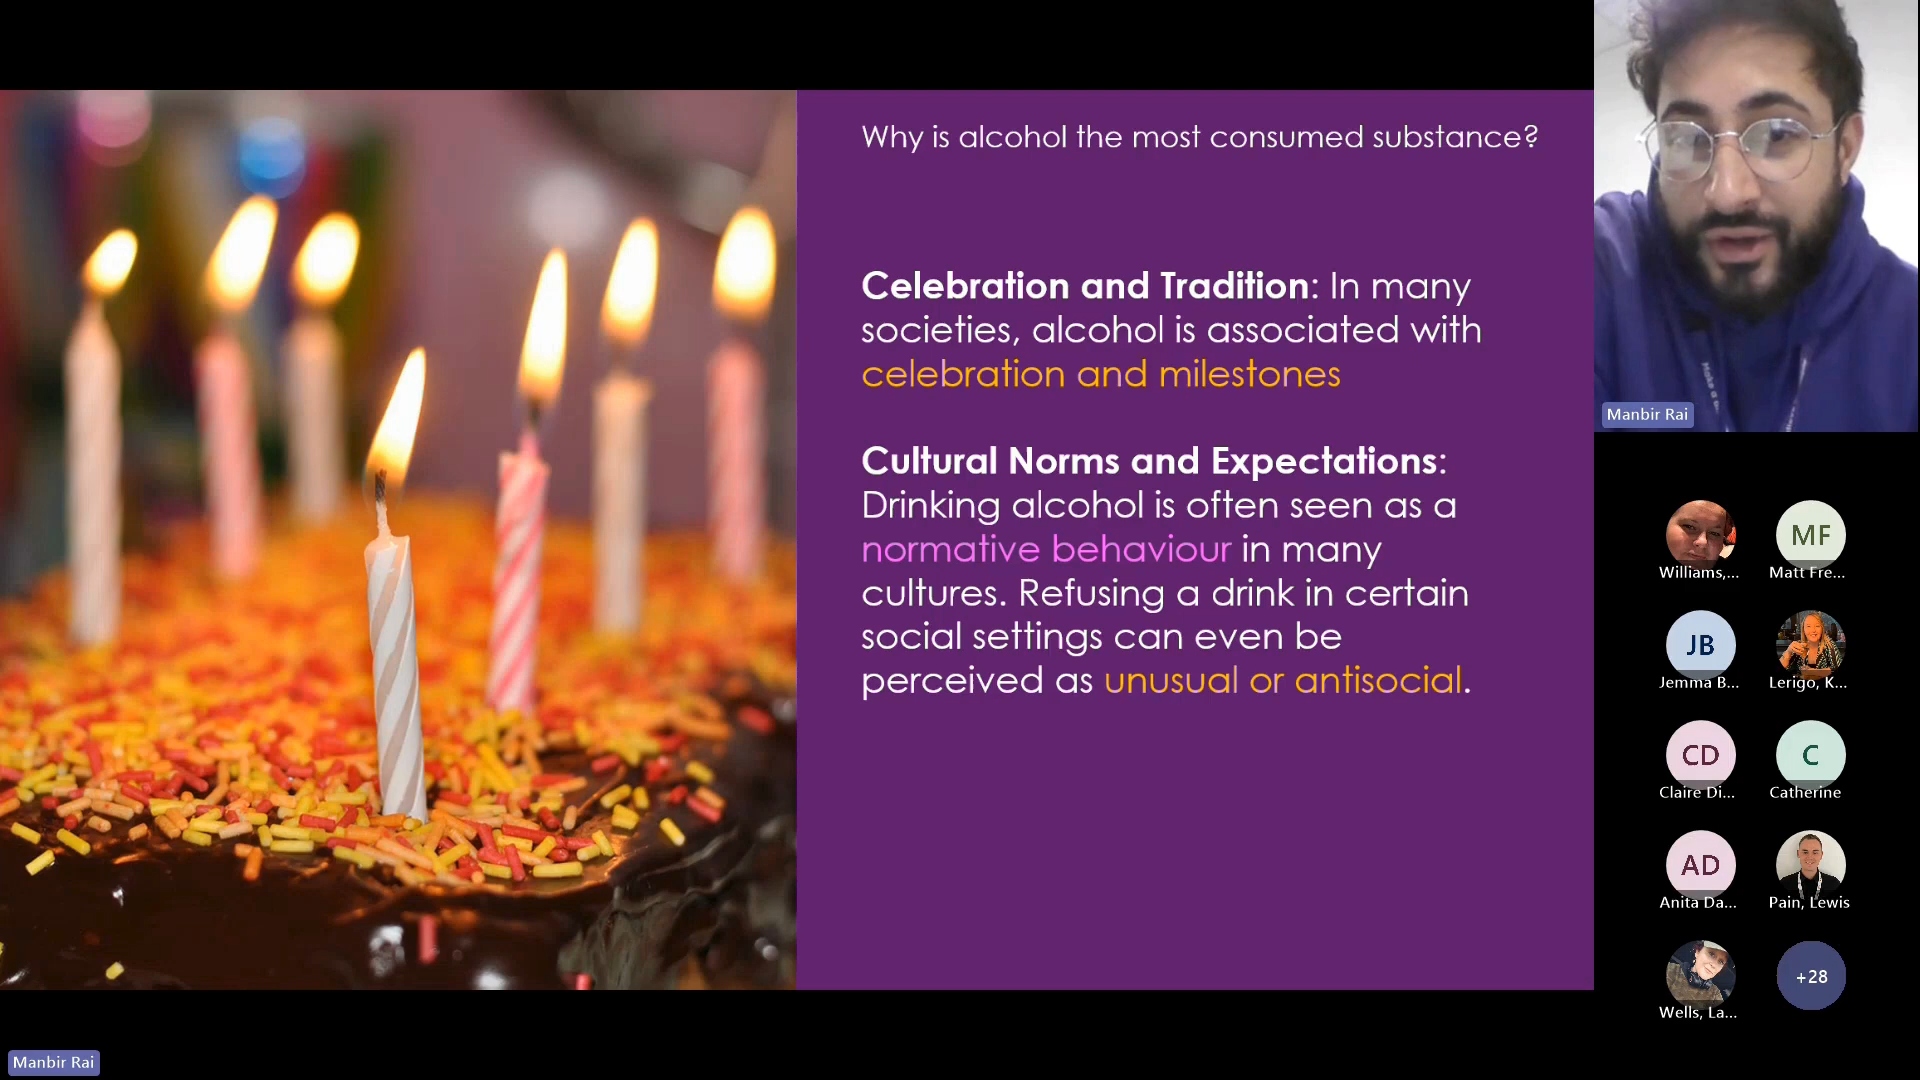 Why is alcohol the most consumed substance?
Celebration and Tradition: In many
societies, alcohol is associated with
celebration and milestones
Cultural Norms and Expectations:
Drinking alcohol is often seen as a
normative behaviour in many
cultures. Refusing a drink in certain
social settings can even be
perceived as unusual or antisocial.
Manbir Rai
MF
Williams,...
Matt Fre...
JB
Jemma B...
Lerigo, K...
CD
C
Claire Di...
Catherine
AD
Anita Da...
Pain, Lewis
+28
Wells, La...
Manbir Rai